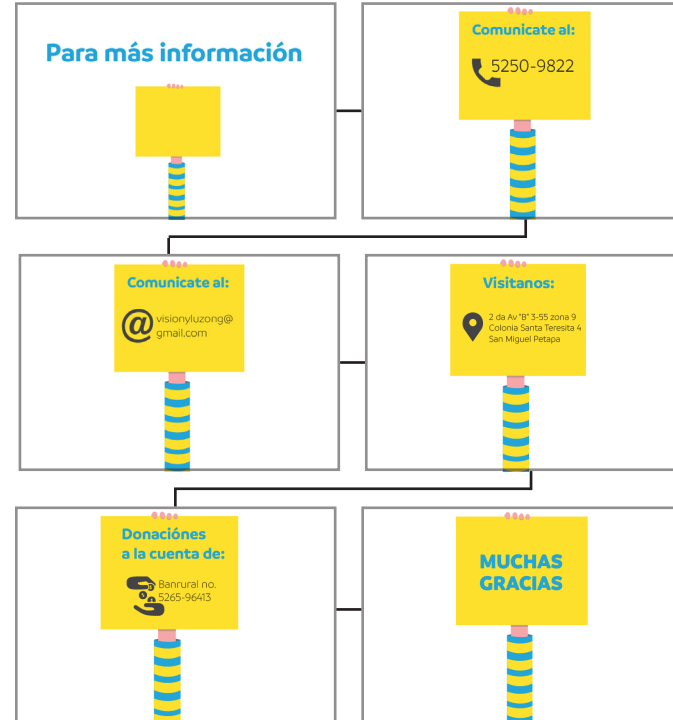 Para más información
Comunicate al:
5250-9822
Comunicate al:
@ visionyluzong@
gmail.com
Visitanos:
2 da Av "B" 3-55 zona 9
Colonia Santa Teresita 4
San Miguel Petapa
Donaciónes
a la cuenta de:
Banrural no.
5265-96413
MUCHAS
GRACIAS